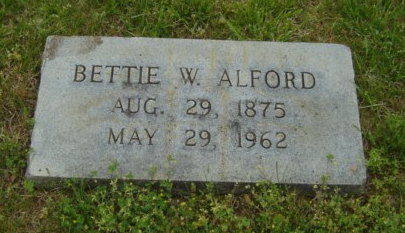 BETTIE W. ALFORD
AUG. 29, 1875
MAY 29, 1962